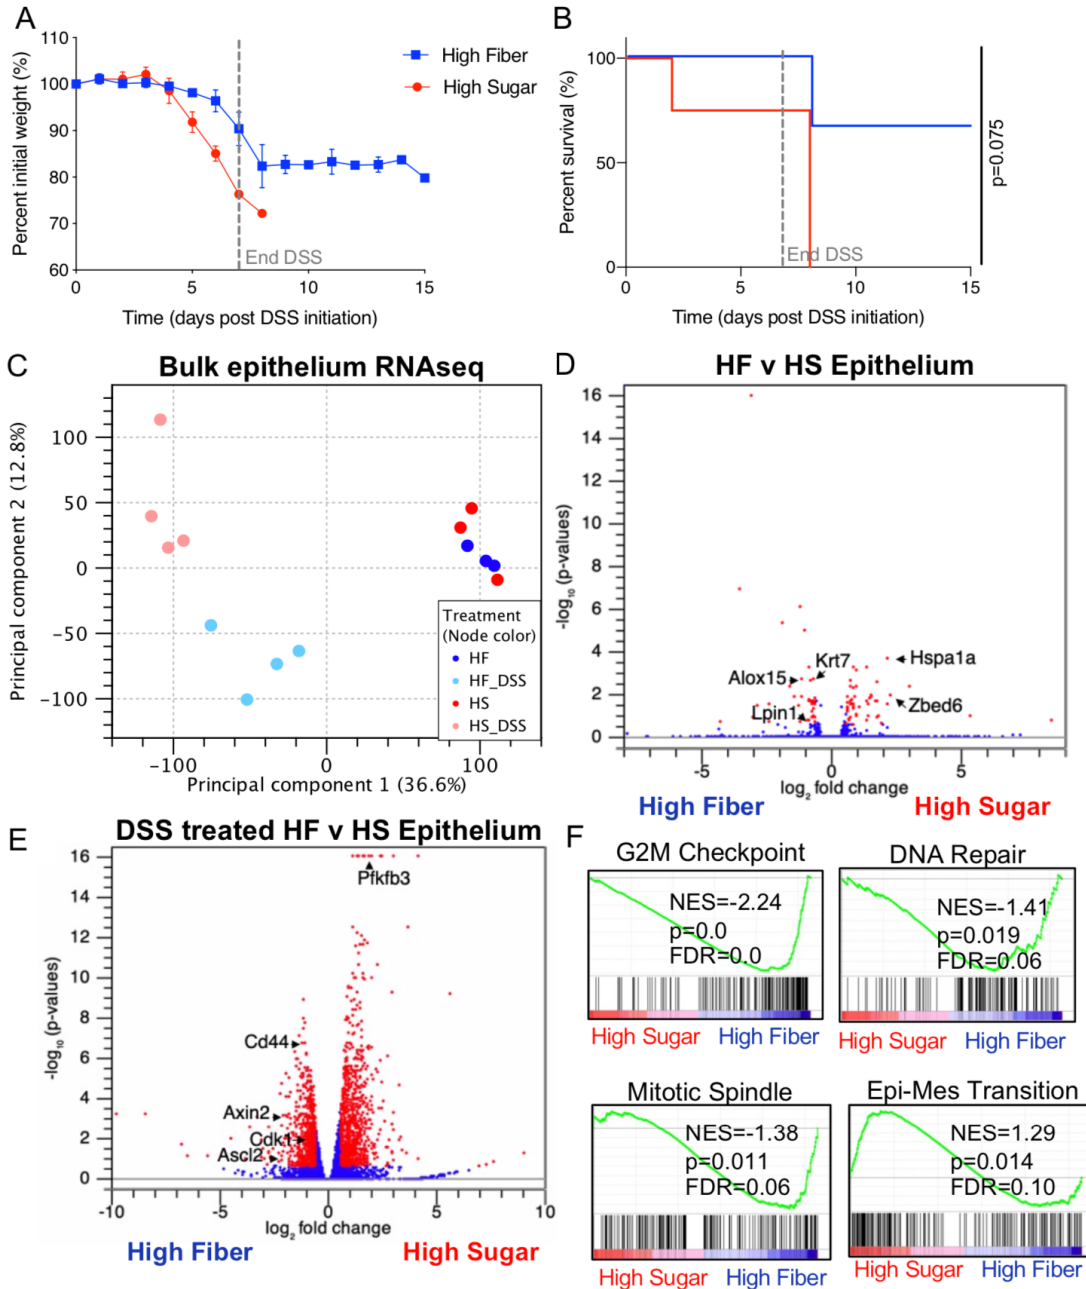 A
110
100
90
80
70
60
Percent initial weight (%)
High Fiber
High Sugar
End DSS
0
5
10
15
Time (days post DSS initiation)
B
100
50
0
Percent survival (%)
End DSS
p=0.075
0
5
10
15
Time (days post DSS initiation)
C
Bulk epithelium RNAseq
Principal component 2 (12.8%)
100
50
0
−50
−100
Treatment
(Node color)
HF
HF_DSS
HS
HS_DSS
−100
0
100
Principal component 1 (36.6%)
D
HF v HS Epithelium
-log10 (p-values)
16
14
12
10
8
6
4
2
0
Hspa1a
Krt7
Alox15
Zbed6
Lpin1
-5
0
5
log2 fold change
High Fiber
High Sugar
E
DSS treated HF v HS Epithelium
-log10 (p-values)
16
14
12
10
8
6
4
2
0
Pfkfb3
Cd44
Axin2
Cdk1
Ascl2
-10
-5
0
5
10
log2 fold change
High Fiber
High Sugar
F
G2M Checkpoint
NES=-2.24
p=0.0
FDR=0.0
High Sugar
High Fiber
DNA Repair
NES=-1.41
p=0.019
FDR=0.06
High Sugar
High Fiber
Mitotic Spindle
NES=-1.38
p=0.011
FDR=0.06
High Sugar
High Fiber
Epi-Mes Transition
NES=1.29
p=0.014
FDR=0.10
High Sugar
High Fiber